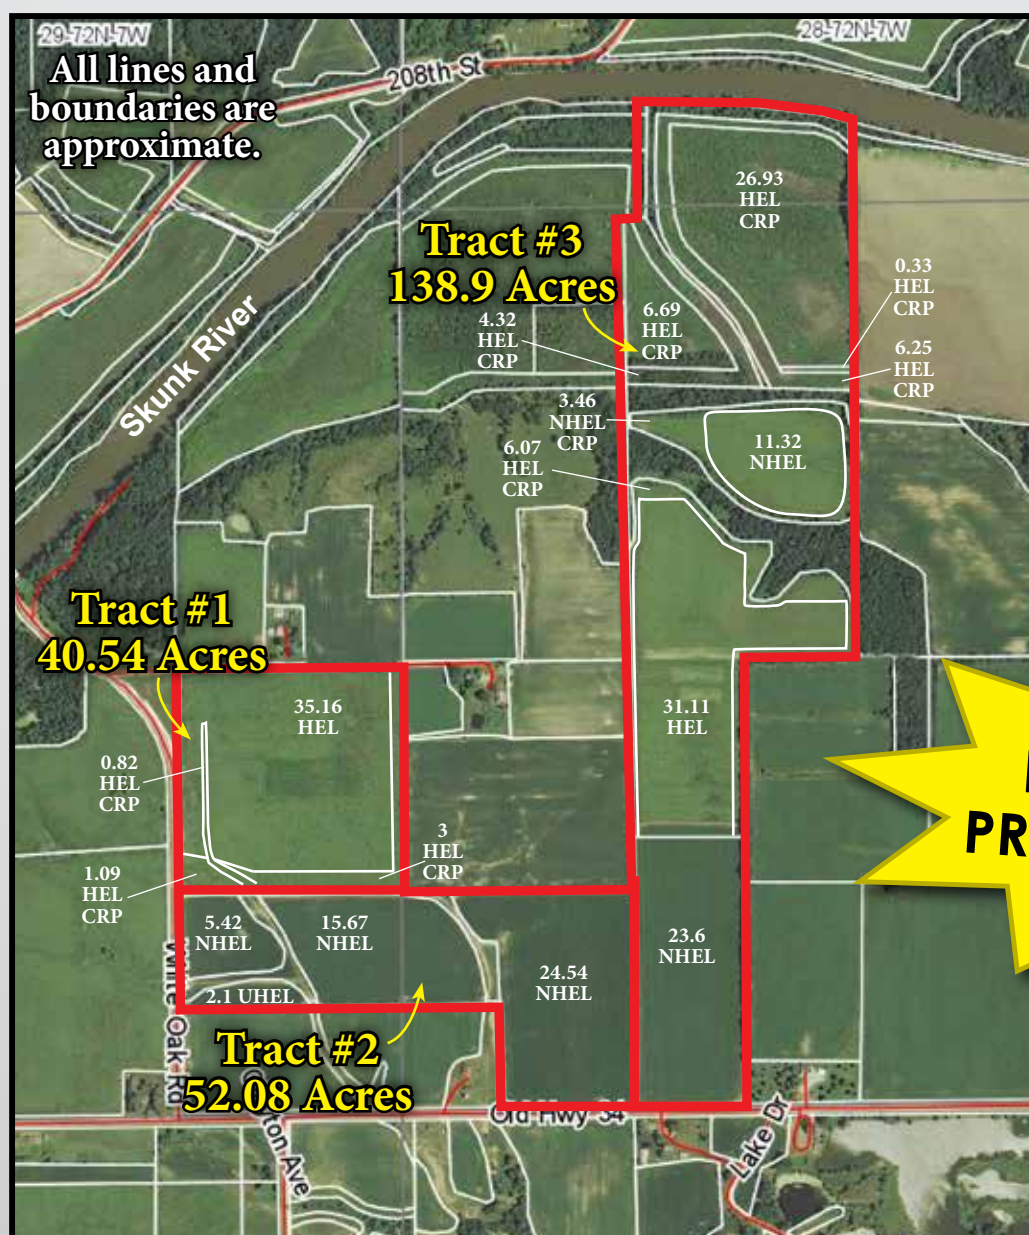 29-72N-7W
28-72N-7W
All lines and
boundaries are
approximate.
208th St
26.93
HEL
CRP
Tract #3
138.9 Acres
0.33
HEL
CRP
Skunk River
4.32
HEL
CRP
6.69
HEL
CRP
6.25
HEL
CRP
3.46
NHEL
CRP
11.32
NHEL
6.07
HEL
CRP
Tract #1
40.54 Acres
35.16
HEL
31.11
HEL
0.82
HEL
CRP
PR
3
HEL
CRP
1.09
HEL
CRP
5.42
NHEL
15.67
NHEL
23.6
NHEL
24.54
NHEL
2.1 UHEL
White Oak Rd
Tract #2
52.08 Acres
Old Hwy 34
ton Ave
Lake Dr